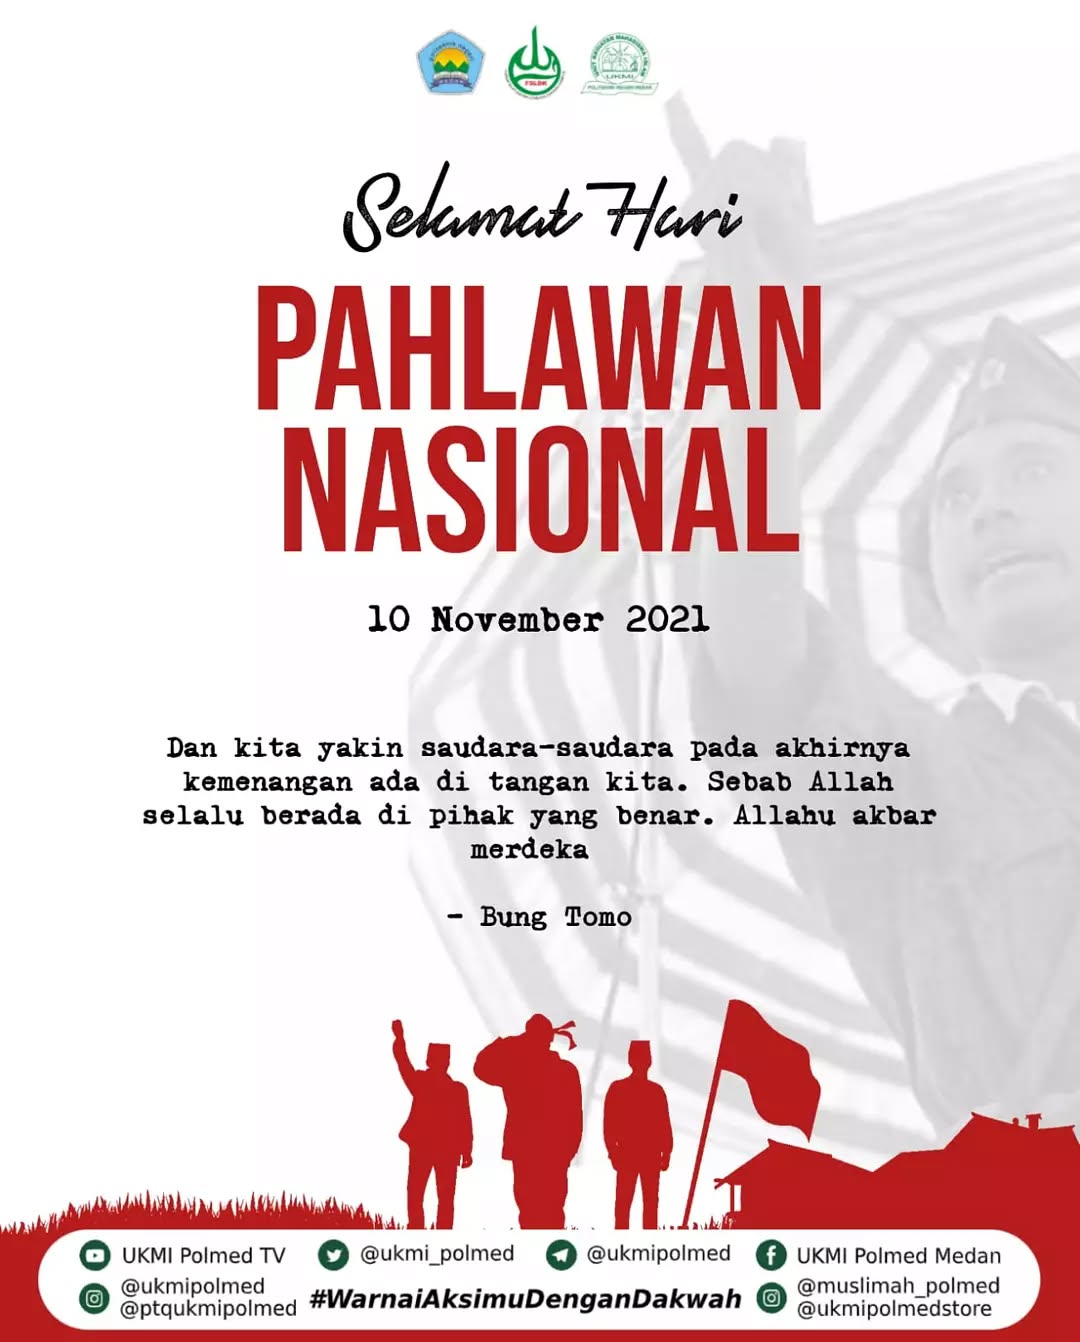 FSLDK
UKMI
Selamat Hari
PAHLAWAN
NASIONAL
10 November 2021
Dan kita yakin saudara-saudara pada akhirnya
kemenangan ada di tangan kita. Sebab Allah
selalu berada di pihak yang benar. Allahu akbar
merdeka
- Bung Tomo
UKMI Polmed TV
@ukmi_polmed
@ukmipolmed
UKMI Polmed Medan
@ukmipolmed
@ptqukmipolmed
#WarnaiAksimuDenganDakwah
@muslimah_polmed
@ukmipolmedstore